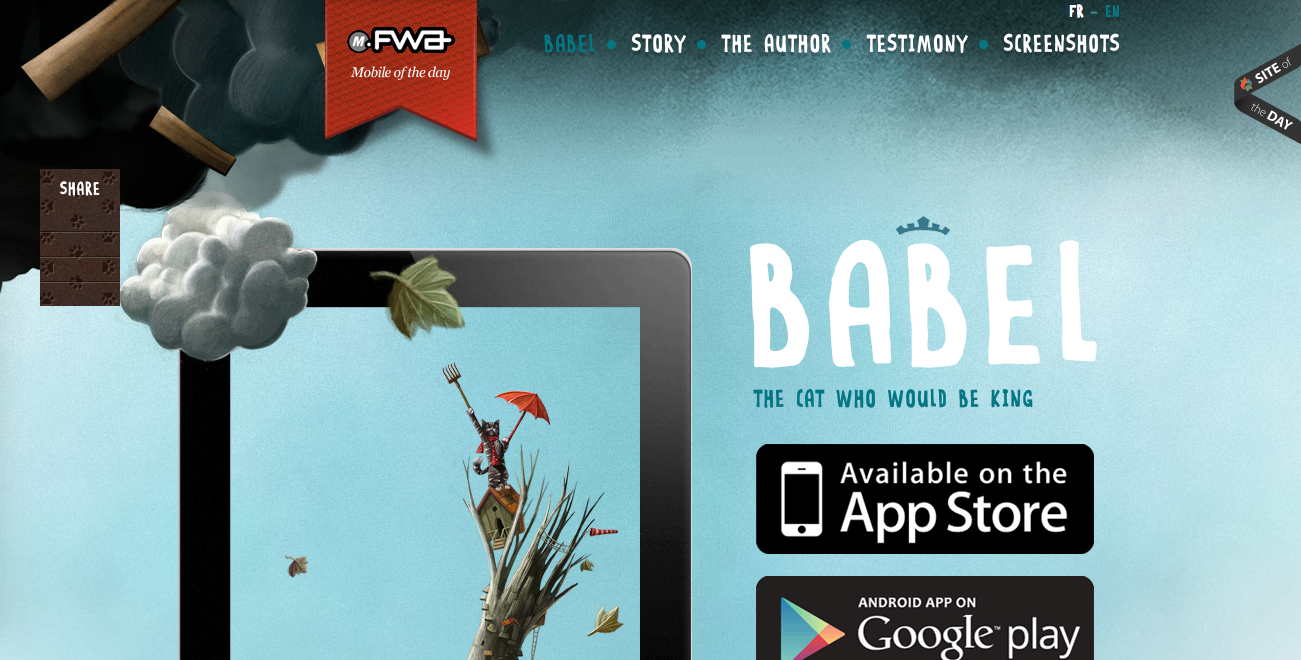 FR - EN
M.FWA
Mobile of the day
BABEL • STORY • THE AUTHOR • TESTIMONY • SCREENSHOTS
SITE of
the DAY
SHARE
BABEL
THE CAT WHO WOULD BE KING
Available on the
App Store
ANDROID APP ON
Google™ play